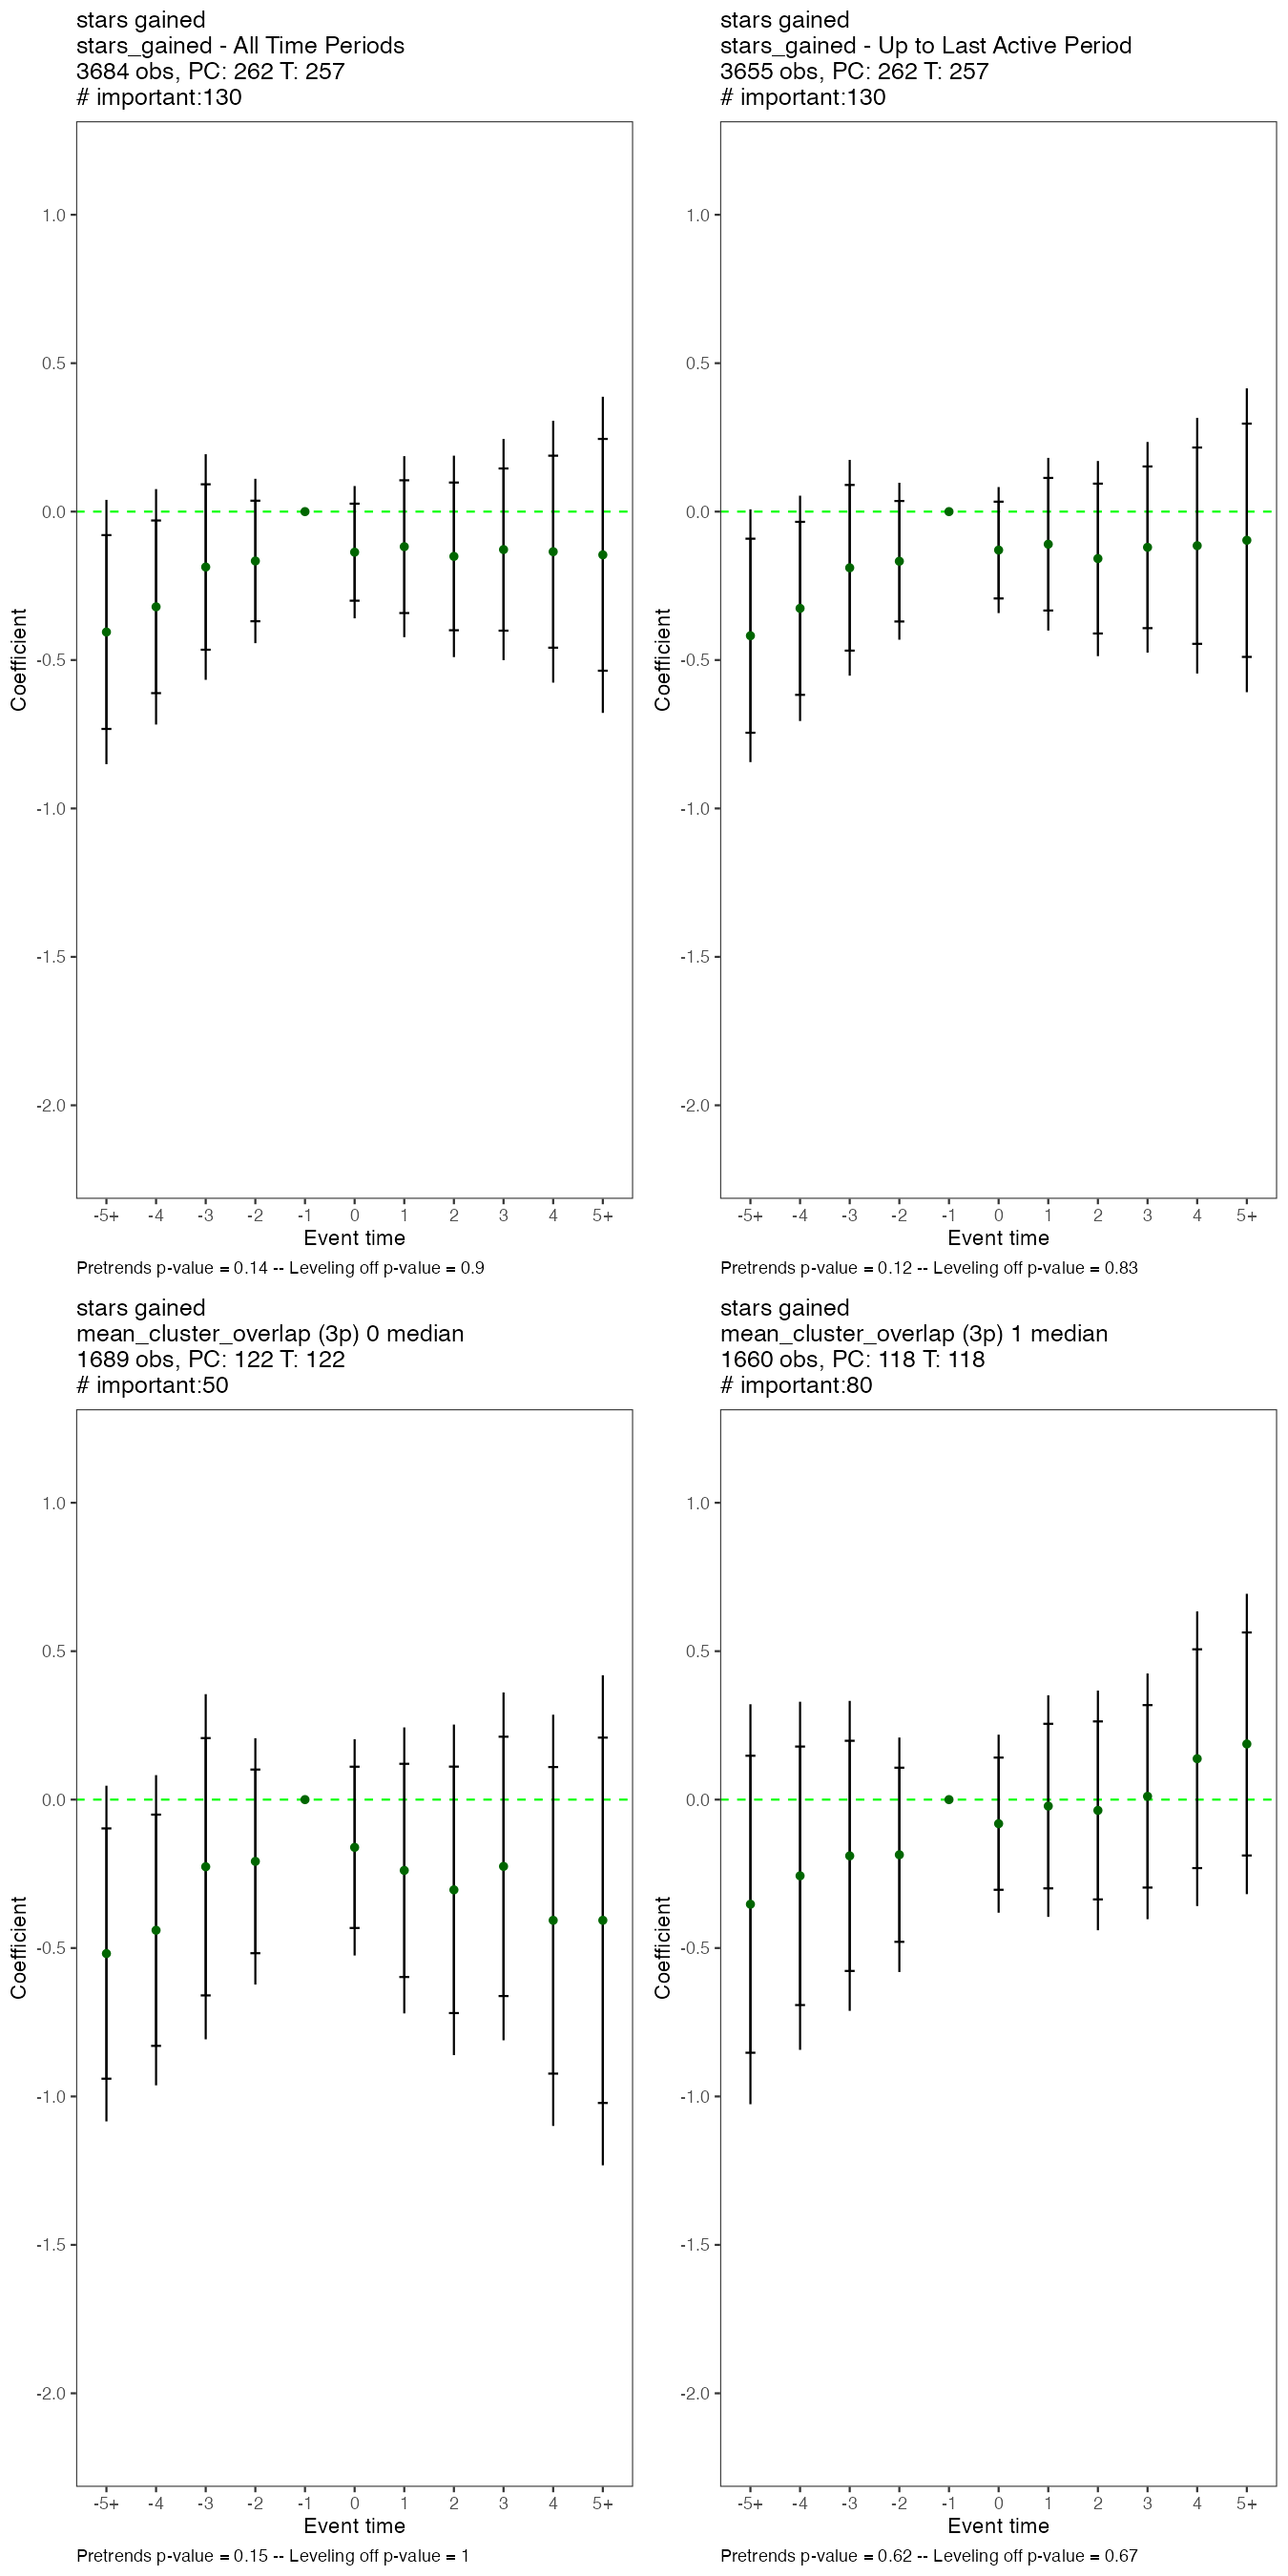 stars gained
stars_gained - All Time Periods
3684 obs, PC: 262 T: 257
# important:130
1.0
0.5
0.0
-0.5
-1.0
-1.5
-2.0
Coefficient
-5+ -4 -3 -2 -1 0 1 2 3 4 5+
Event time
Pretrends p-value = 0.14 -- Leveling off p-value = 0.9
stars gained
stars_gained - Up to Last Active Period
3655 obs, PC: 262 T: 257
# important:130
1.0
0.5
0.0
-0.5
-1.0
-1.5
-2.0
Coefficient
-5+ -4 -3 -2 -1 0 1 2 3 4 5+
Event time
Pretrends p-value = 0.12 -- Leveling off p-value = 0.83
stars gained
mean_cluster_overlap (3p) 0 median
1689 obs, PC: 122 T: 122
# important:50
1.0
0.5
0.0
-0.5
-1.0
-1.5
-2.0
Coefficient
-5+ -4 -3 -2 -1 0 1 2 3 4 5+
Event time
Pretrends p-value = 0.15 -- Leveling off p-value = 1
stars gained
mean_cluster_overlap (3p) 1 median
1660 obs, PC: 118 T: 118
# important:80
1.0
0.5
0.0
-0.5
-1.0
-1.5
-2.0
Coefficient
-5+ -4 -3 -2 -1 0 1 2 3 4 5+
Event time
Pretrends p-value = 0.62 -- Leveling off p-value = 0.67